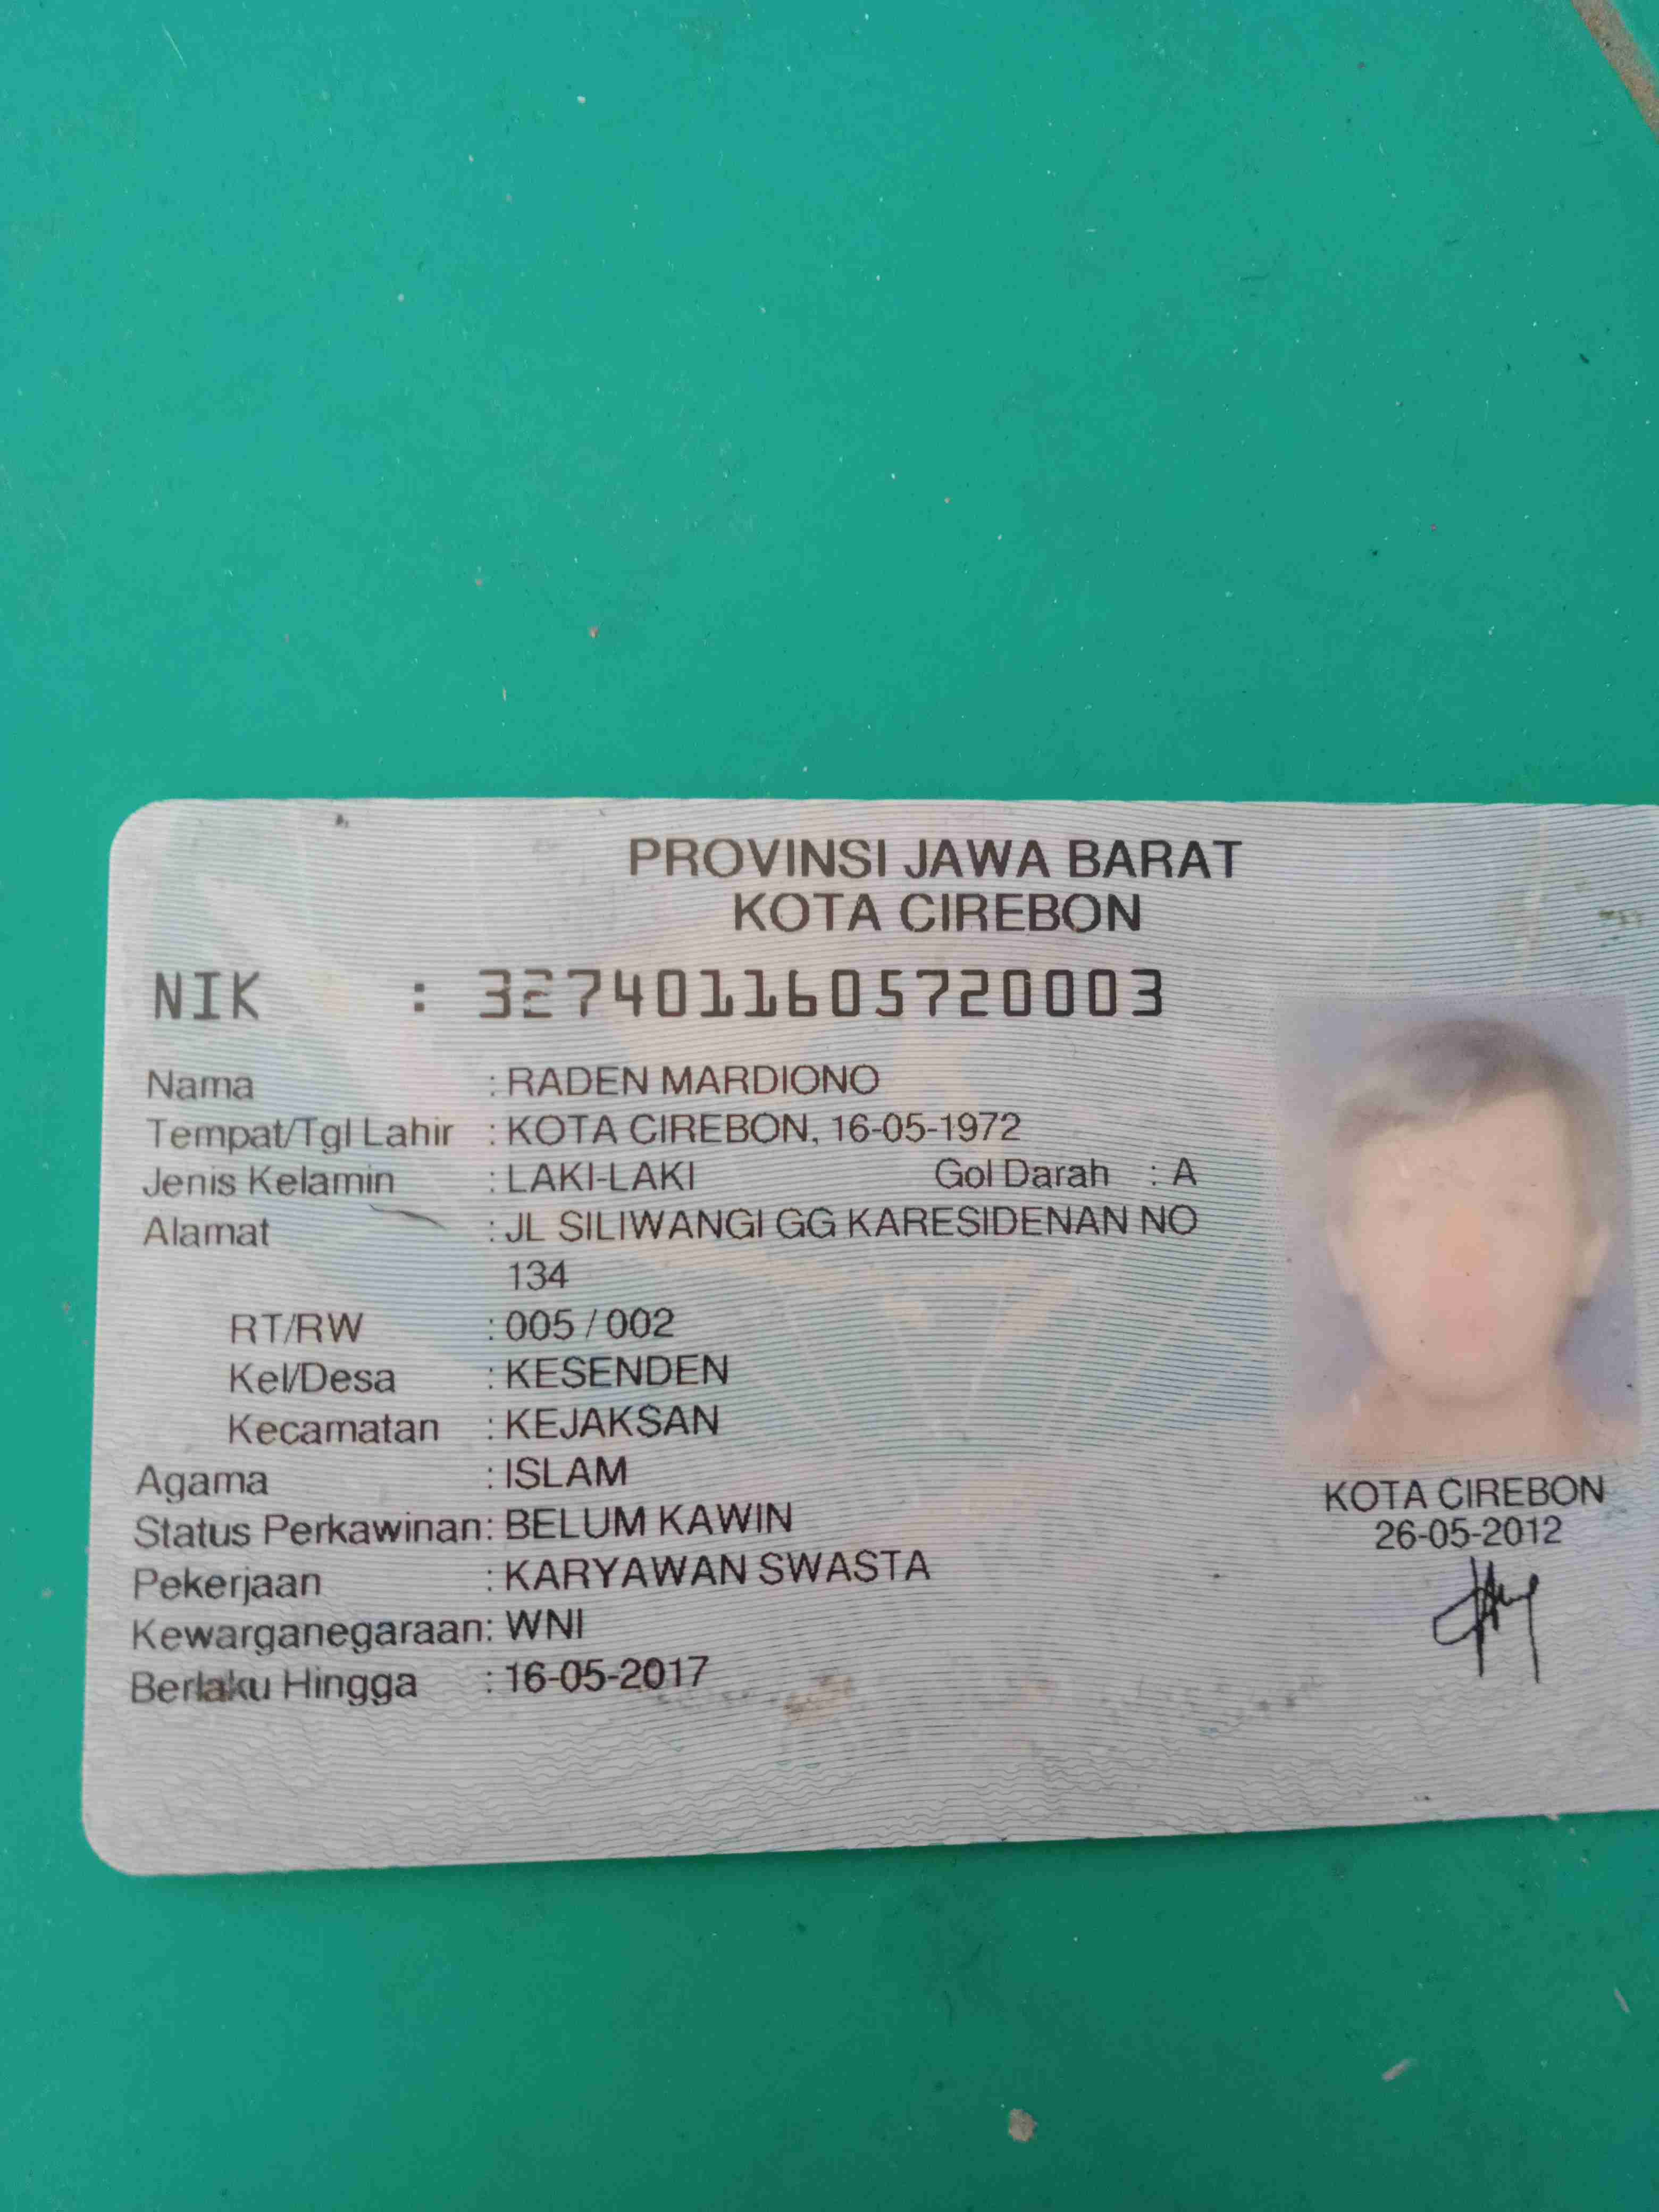 PROVINSI JAWA BARAT
KOTA CIREBON
NIK : 3274011605720003
Nama : RADEN MARDIONO
Tempat/Tgl Lahir : KOTA CIREBON, 16-05-1972
Jenis Kelamin : LAKI-LAKI Gol Darah : A
Alamat : JL SILIWANGI GG KARESIDENAN NO
134
RT/RW : 005 / 002
Kel/Desa : KESENDEN
Kecamatan : KEJAKSAN
Agama : ISLAM
Status Perkawinan: BELUM KAWIN
Pekerjaan : KARYAWAN SWASTA
Kewarganegaraan: WNI
Berlaku Hingga : 16-05-2017
KOTA CIREBON
26-05-2012